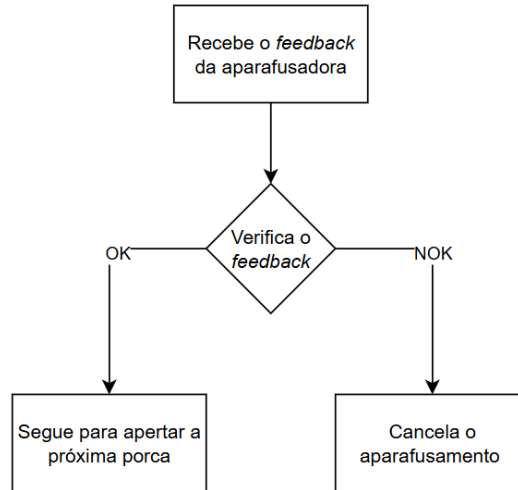 Recebe o feedback
da aparafusadora
Verifica o
feedback
OK
NOK
Segue para apertar a
próxima porca
Cancela o
aparafusamento